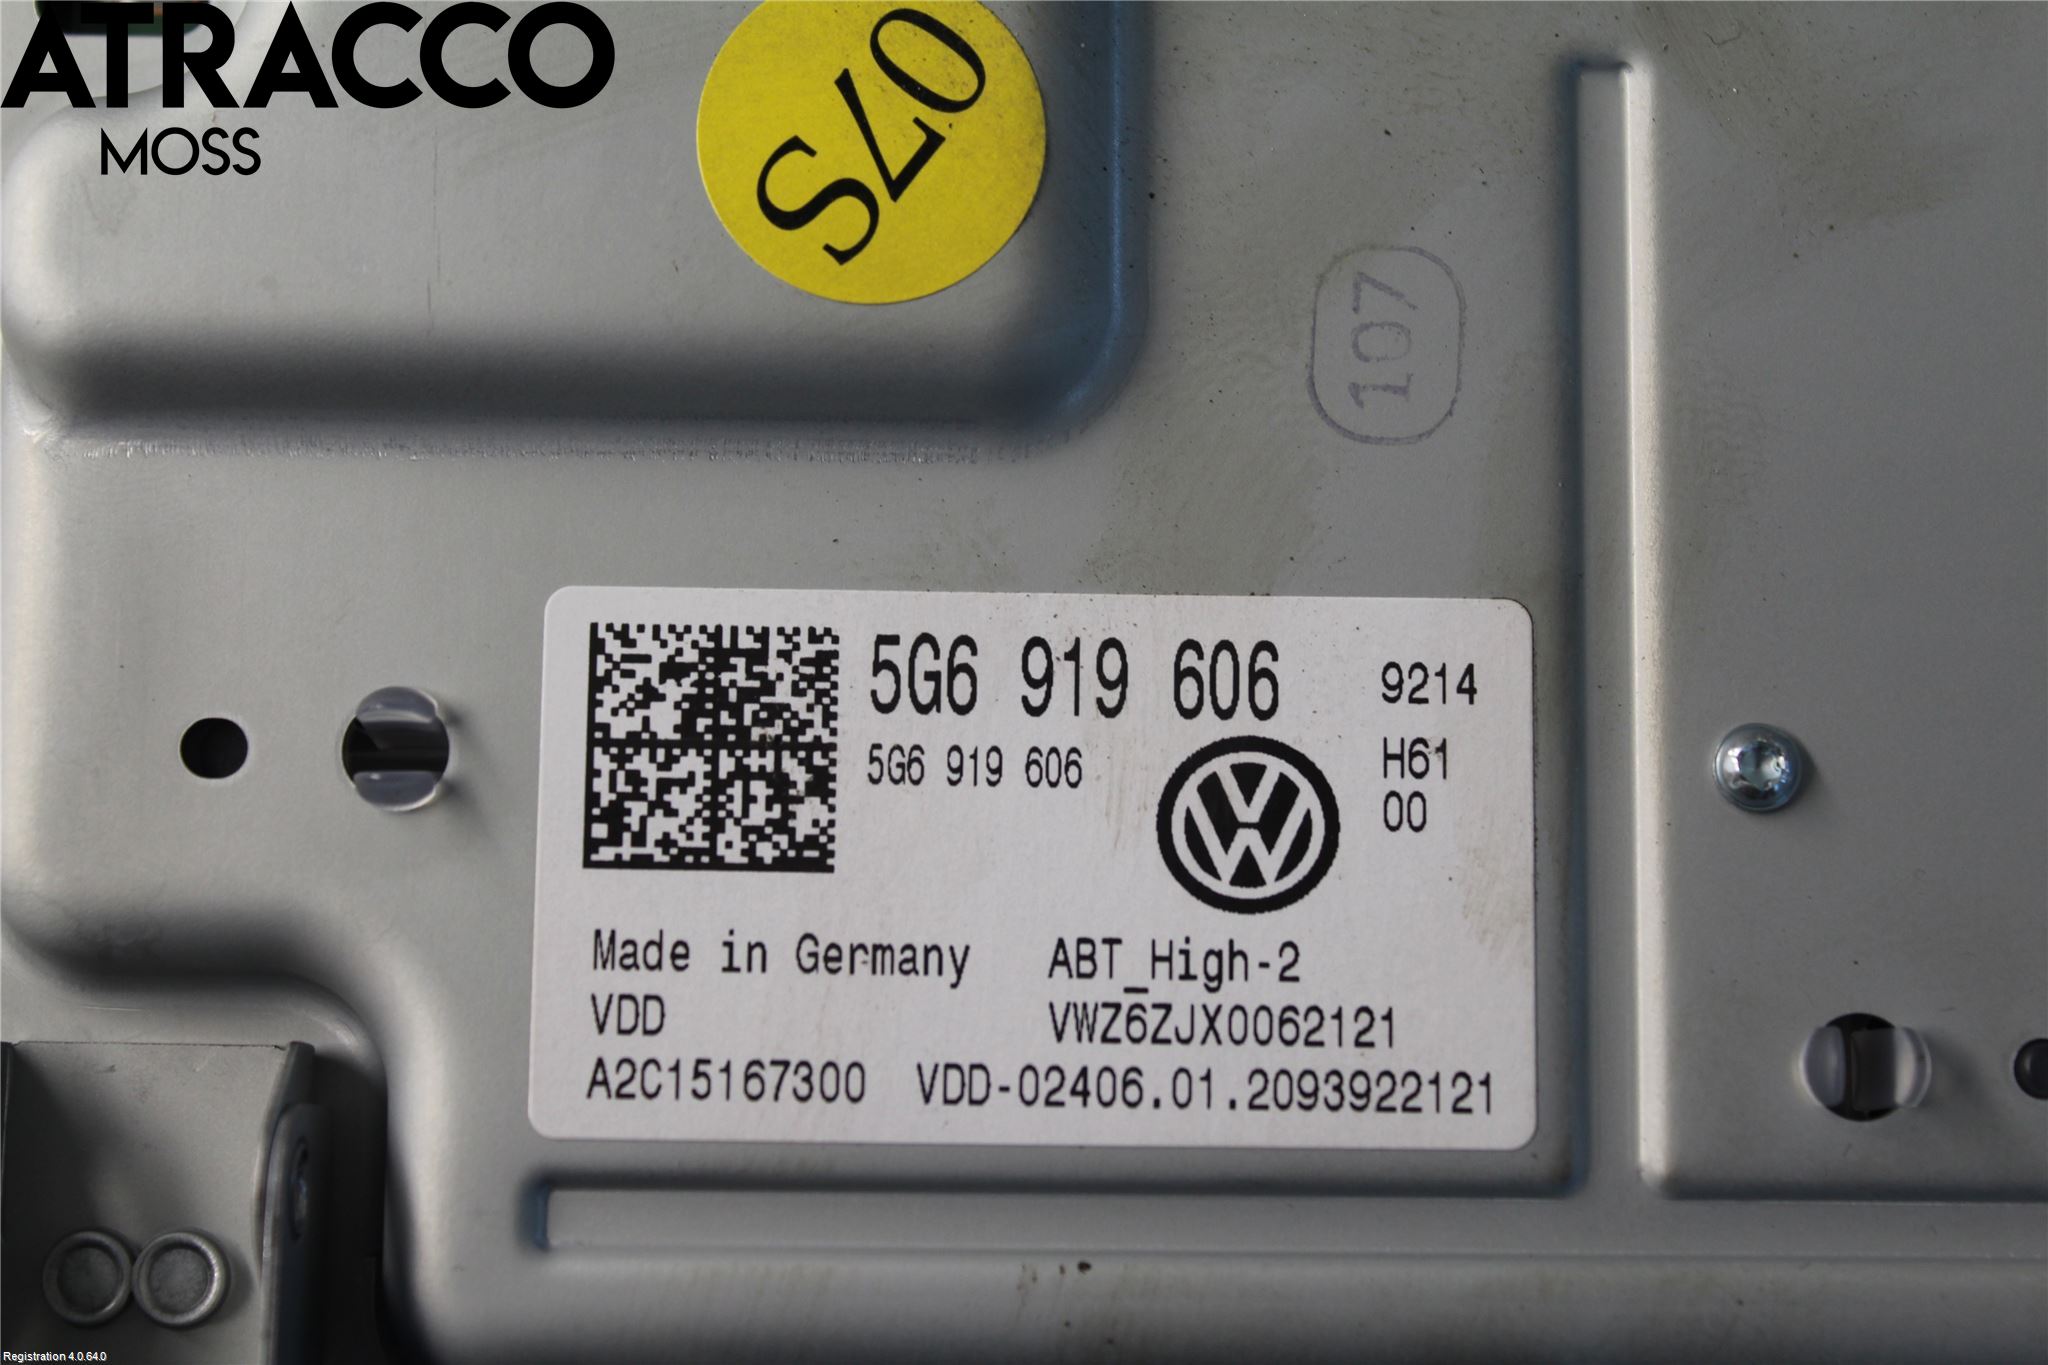 ATRACCO
MOSS
07S
107
5G6 919 606 9214
5G6 919 606 H61
00
Made in Germany ABT_High-2
VDD VWZ6ZJX0062121
A2C15167300 VDD-02406.01.2093922121
Registration 4.0.64.0